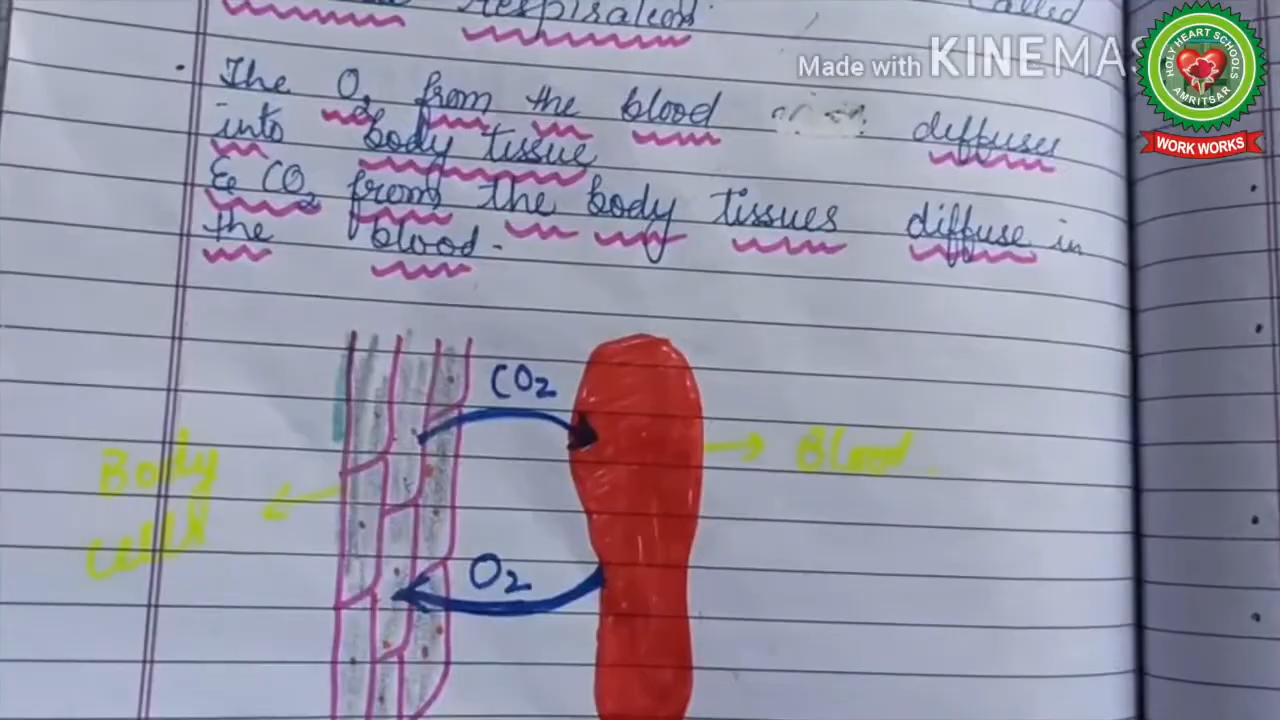 Respiration. Called
Made with KINEMAS
HOLY HEART SCHOOLS
AMRITSAR
WORK WORKS
The O₂ from the blood diffuses
into body tissue
& CO₂ from the body tissues diffuse in
the blood.
CO₂
Body
cells
Blood
O₂